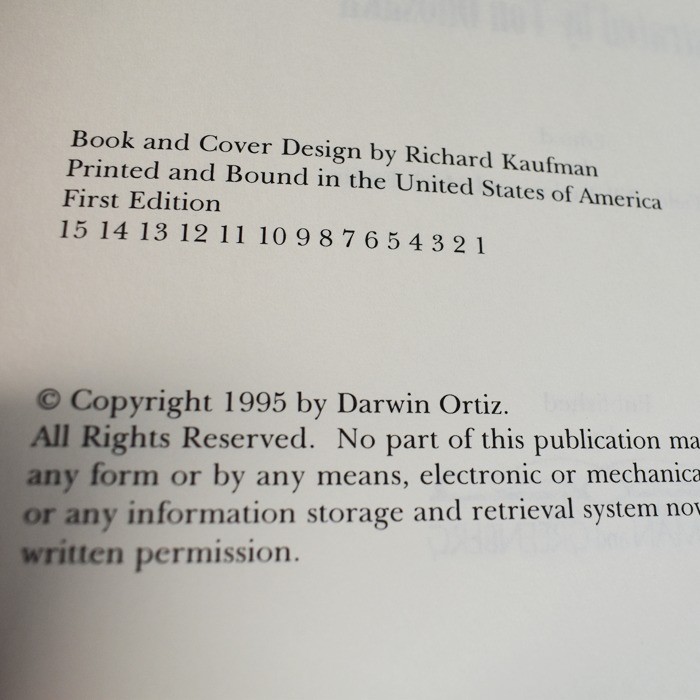 Book and Cover Design by Richard Kaufman
Printed and Bound in the United States of America
First Edition
15 14 13 12 11 10 9 8 7 6 5 4 3 2 1
© Copyright 1995 by Darwin Ortiz.
All Rights Reserved. No part of this publication ma
any form or by any means, electronic or mechanica
or any information storage and retrieval system now
written permission.